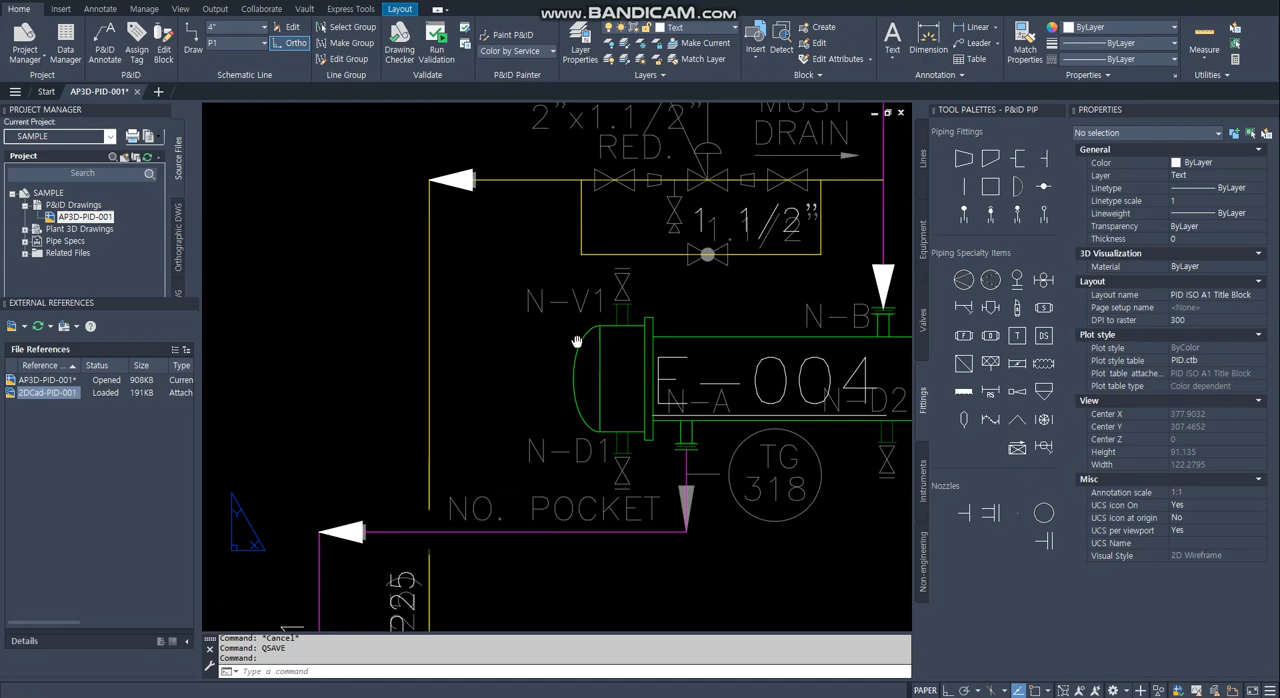 www.BANDICAM.com
Home Insert Annotate Manage View Output Collaborate Vault Express Tools Layout
Project Manager
Data Manager
Project
P&ID Annotate
Assign Tag
Edit Block
P&ID
Draw
4"
P1
Edit
Ortho
Schematic Line
Select Group
Make Group
Edit Group
Line Group
Drawing Checker
Run Validation
Validate
Paint P&ID
Color by Service
P&ID Painter
Layer Properties
Text
Make Current
Match Layer
Layers
Insert
Detect
Create
Edit
Edit Attributes
Block
Text
Dimension
Linear
Leader
Table
Annotation
Match Properties
ByLayer
ByLayer
ByLayer
Properties
Measure
Utilities
Start AP3D-PID-001*
PROJECT MANAGER
Current Project:
SAMPLE
Project
Search
SAMPLE
P&ID Drawings
AP3D-PID-001
Plant 3D Drawings
Pipe Specs
Related Files
Source Files
Orthographic DWG
EXTERNAL REFERENCES
File References
Reference ... Status Size Type
AP3D-PID-001* Opened 908KB Curren
2DCad-PID-001 Loaded 191KB Attach
Details
2"x1.1/2"
RED.
MUST
DRAIN
1.1/2"
N-V1
N-B
E-004
N-A
N-D2
N-D1
TG
318
NO. POCKET
Command: *Cancel*
Command: QSAVE
Command:
Type a command
TOOL PALETTES - P&ID PIP
Piping Fittings
Piping Specialty Items
Nozzles
Lines
Equipment
Valves
Fittings
Instruments
Non-engineering
PROPERTIES
No selection
General
Color ByLayer
Layer Text
Linetype ByLayer
Linetype scale 1
Lineweight ByLayer
Transparency ByLayer
Thickness 0
3D Visualization
Material ByLayer
Layout
Layout name PID ISO A1 Title Block
Page setup name <None>
DPI to raster 300
Plot style
Plot style ByColor
Plot style table PID.ctb
Plot table attache... PID ISO A1 Title Block
Plot table type Color dependent
View
Center X 377.9032
Center Y 307.4652
Center Z 0
Height 91.135
Width 122.2795
Misc
Annotation scale 1:1
UCS icon On Yes
UCS icon at origin No
UCS per viewport Yes
UCS Name
Visual Style 2D Wireframe
PAPER